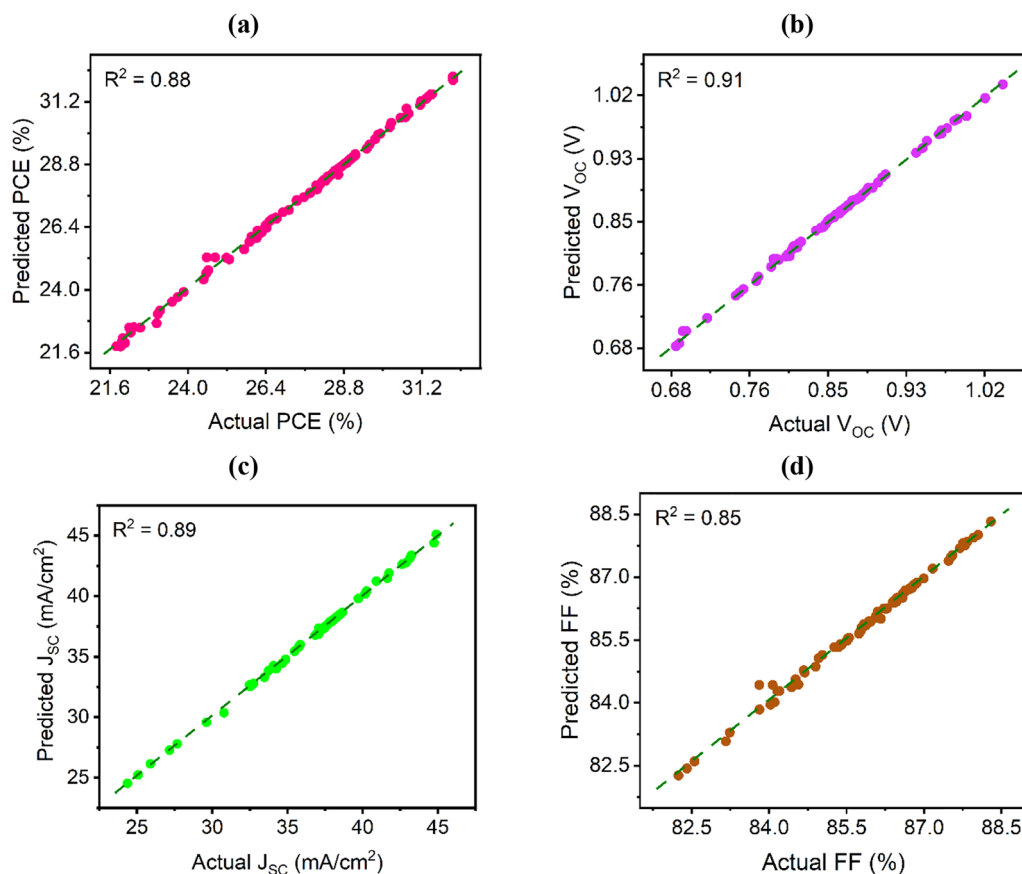 (a)
R² = 0.88
Predicted PCE (%)
31.2
28.8
26.4
24.0
21.6
21.6 24.0 26.4 28.8 31.2
Actual PCE (%)
(b)
R² = 0.91
Predicted V_OC (V)
1.02
0.93
0.85
0.76
0.68
0.68 0.76 0.85 0.93 1.02
Actual V_OC (V)
(c)
R² = 0.89
Predicted J_SC (mA/cm²)
45
40
35
30
25
25 30 35 40 45
Actual J_SC (mA/cm²)
(d)
R² = 0.85
Predicted FF (%)
88.5
87.0
85.5
84.0
82.5
82.5 84.0 85.5 87.0 88.5
Actual FF (%)